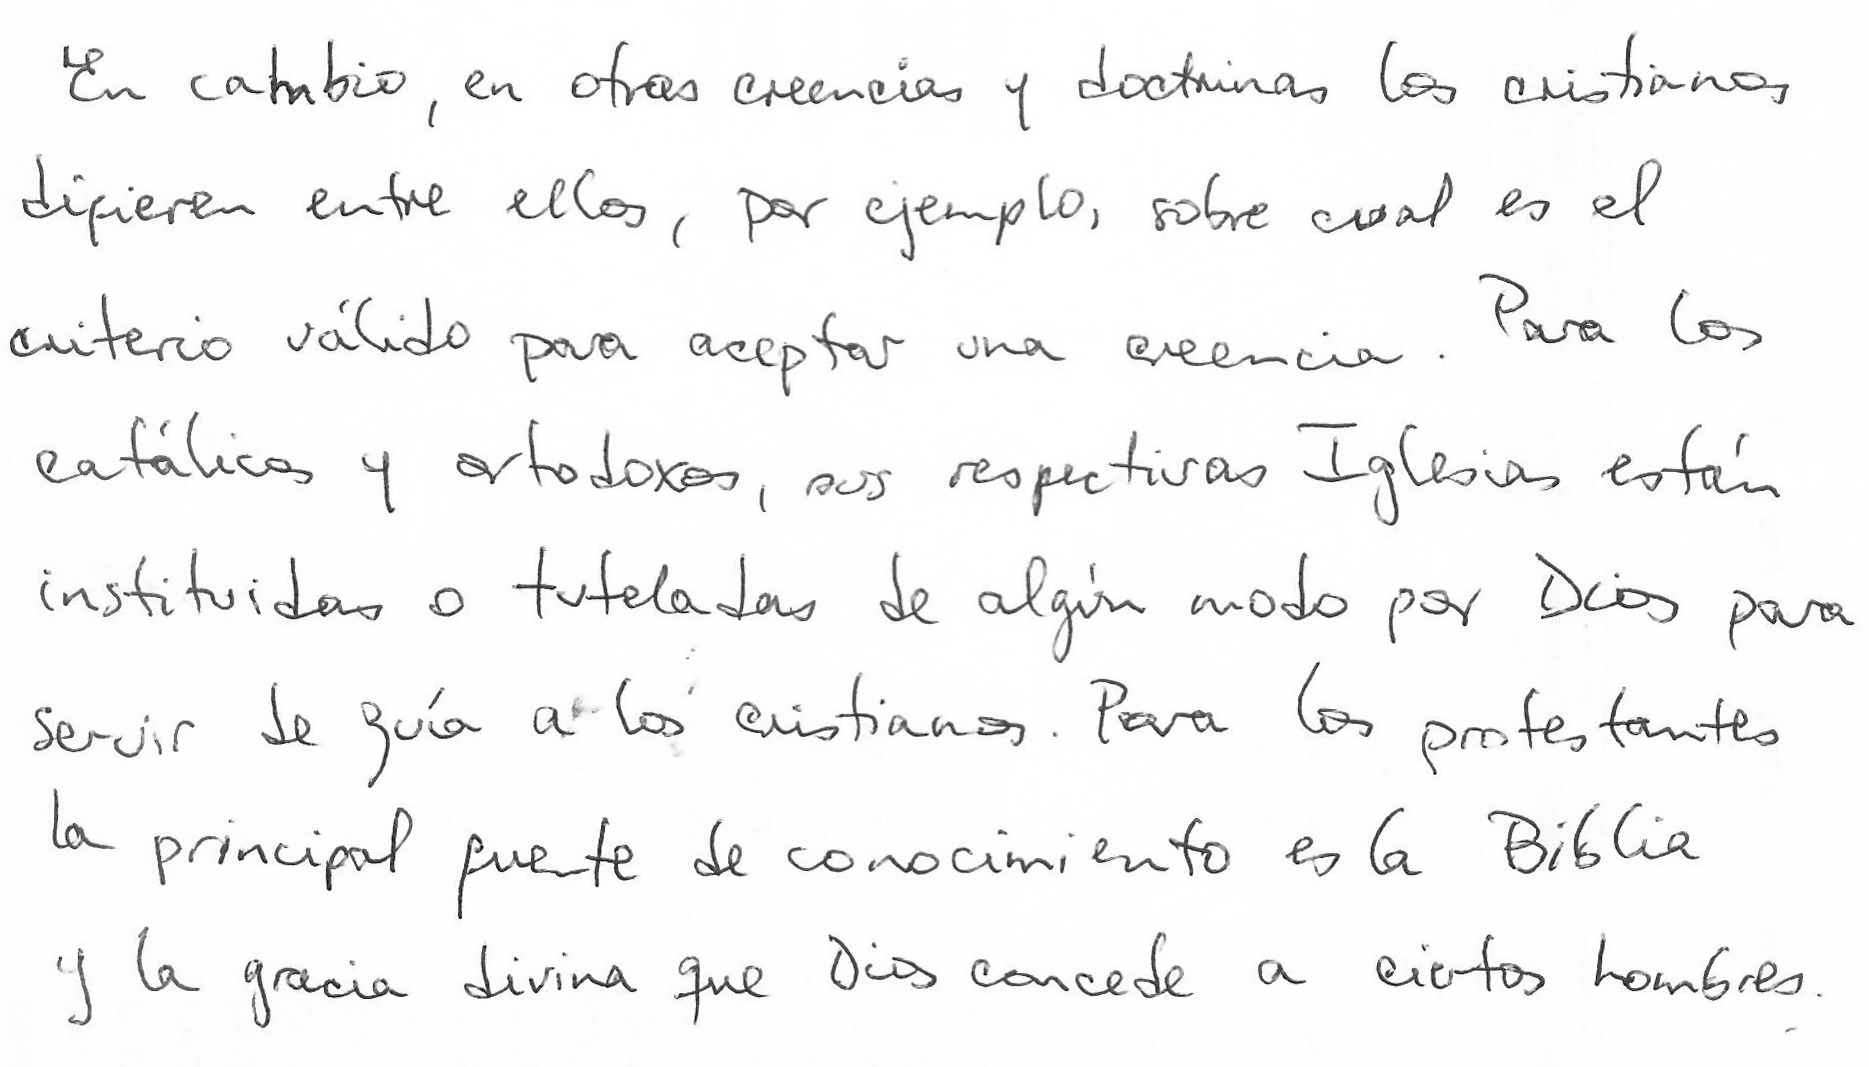 En cambio, en otras creencias y doctrinas los cristianos
difieren entre ellos, por ejemplo, sobre cual es el
criterio válido para aceptar una creencia. Para los
católicos y ortodoxos, sus respectivas Iglesias están
instituidas o tuteladas de algún modo por Dios para
servir de guía a los cristianos. Para los protestantes
la principal fuente de conocimiento es la Biblia
y la gracia divina que Dios concede a ciertos hombres.